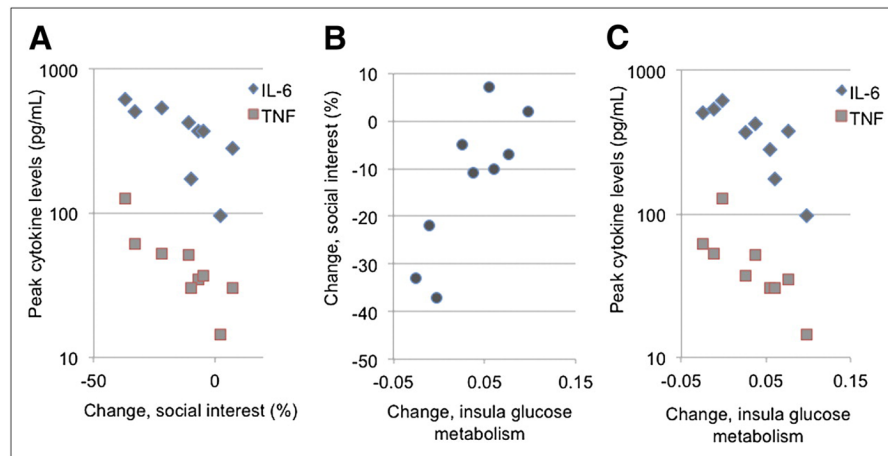 A
Peak cytokine levels (pg/mL)
1000
100
10
-50
0
Change, social interest (%)
IL-6
TNF
B
Change, social interest (%)
10
0
-10
-20
-30
-40
-50
-0.05
0.05
0.15
Change, insula glucose
metabolism
C
Peak cytokine levels (pg/mL)
1000
100
10
-0.05
0.05
0.15
Change, insula glucose
metabolism
IL-6
TNF